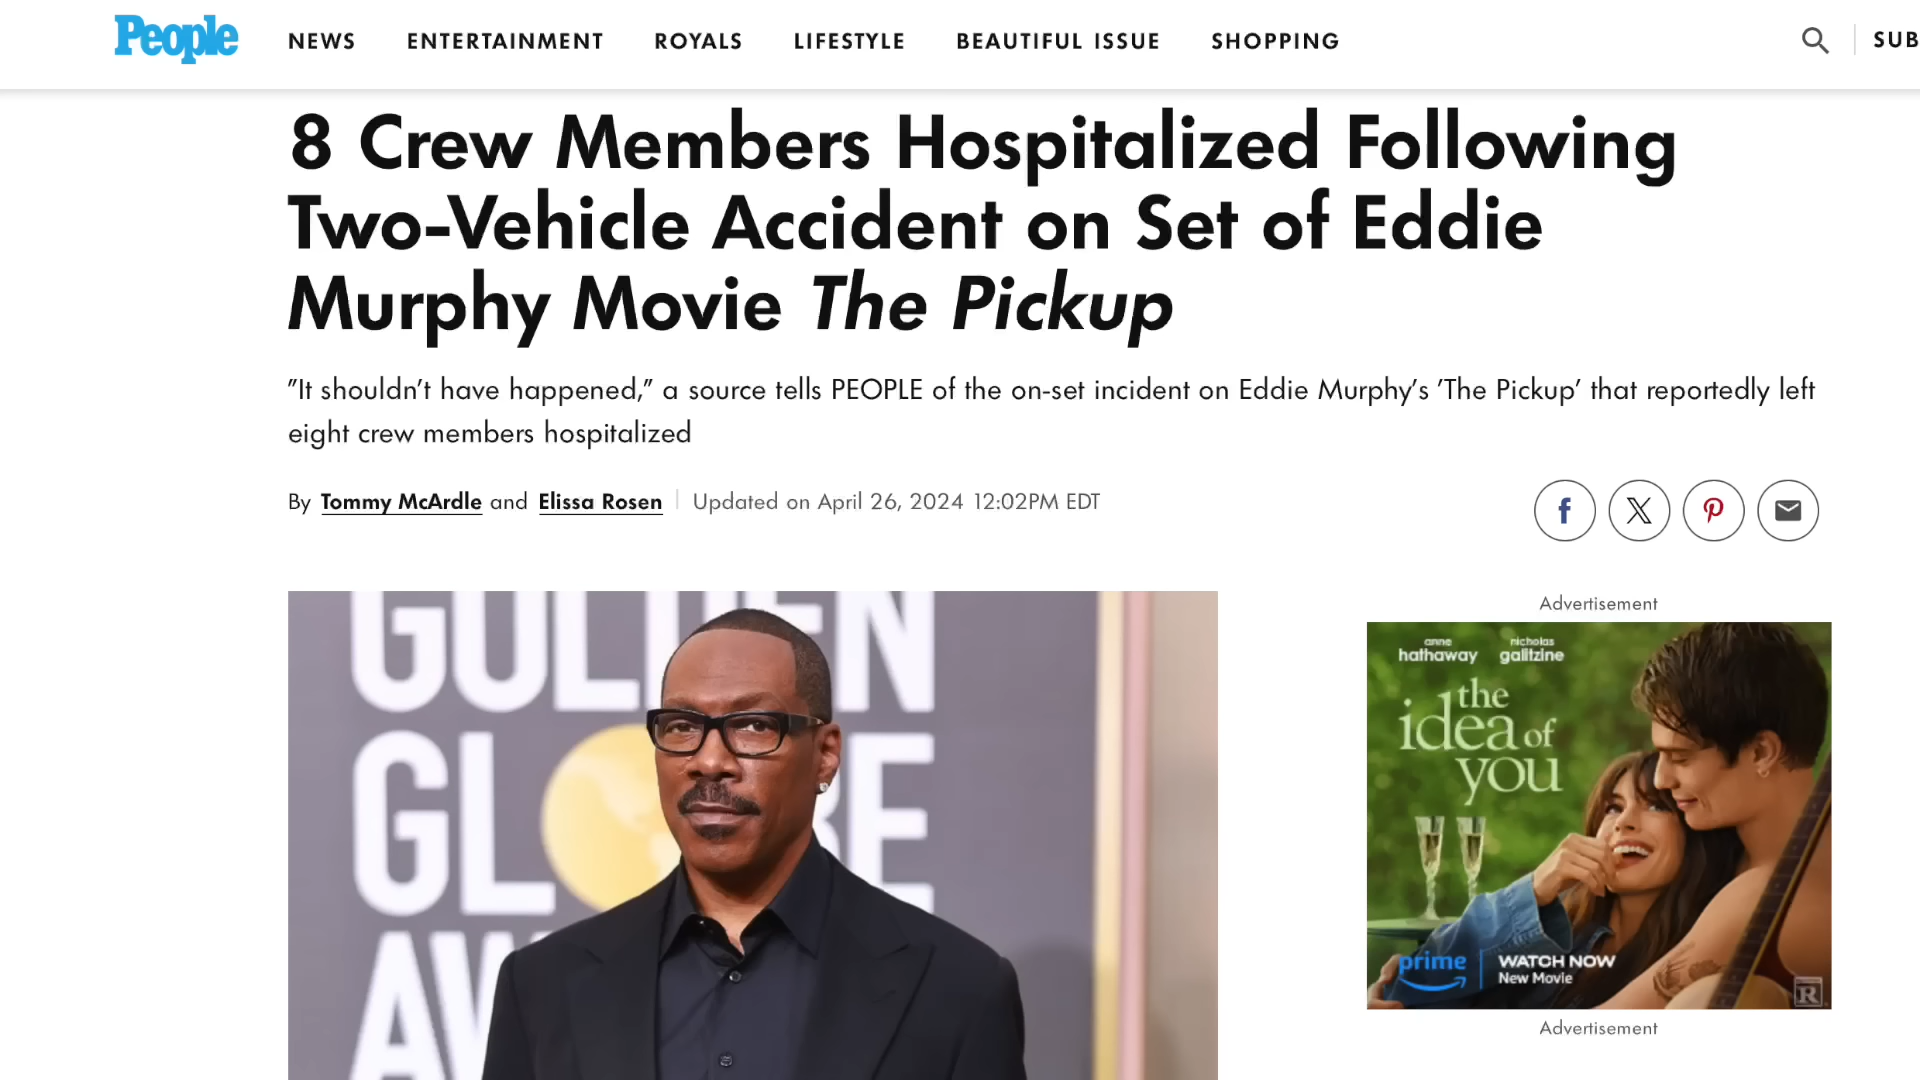 People
NEWS
ENTERTAINMENT
ROYALS
LIFESTYLE
BEAUTIFUL ISSUE
SHOPPING
SUB
8 Crew Members Hospitalized Following
Two-Vehicle Accident on Set of Eddie
Murphy Movie The Pickup
"It shouldn't have happened," a source tells PEOPLE of the on-set incident on Eddie Murphy's 'The Pickup' that reportedly left
eight crew members hospitalized
By Tommy McArdle and Elissa Rosen
Updated on April 26, 2024 12:02PM EDT
GOLDEN
GLOBE
AW
Advertisement
anne
hathaway
nicholas
galitzine
the
idea of
you
prime
WATCH NOW
New Movie
R
Advertisement